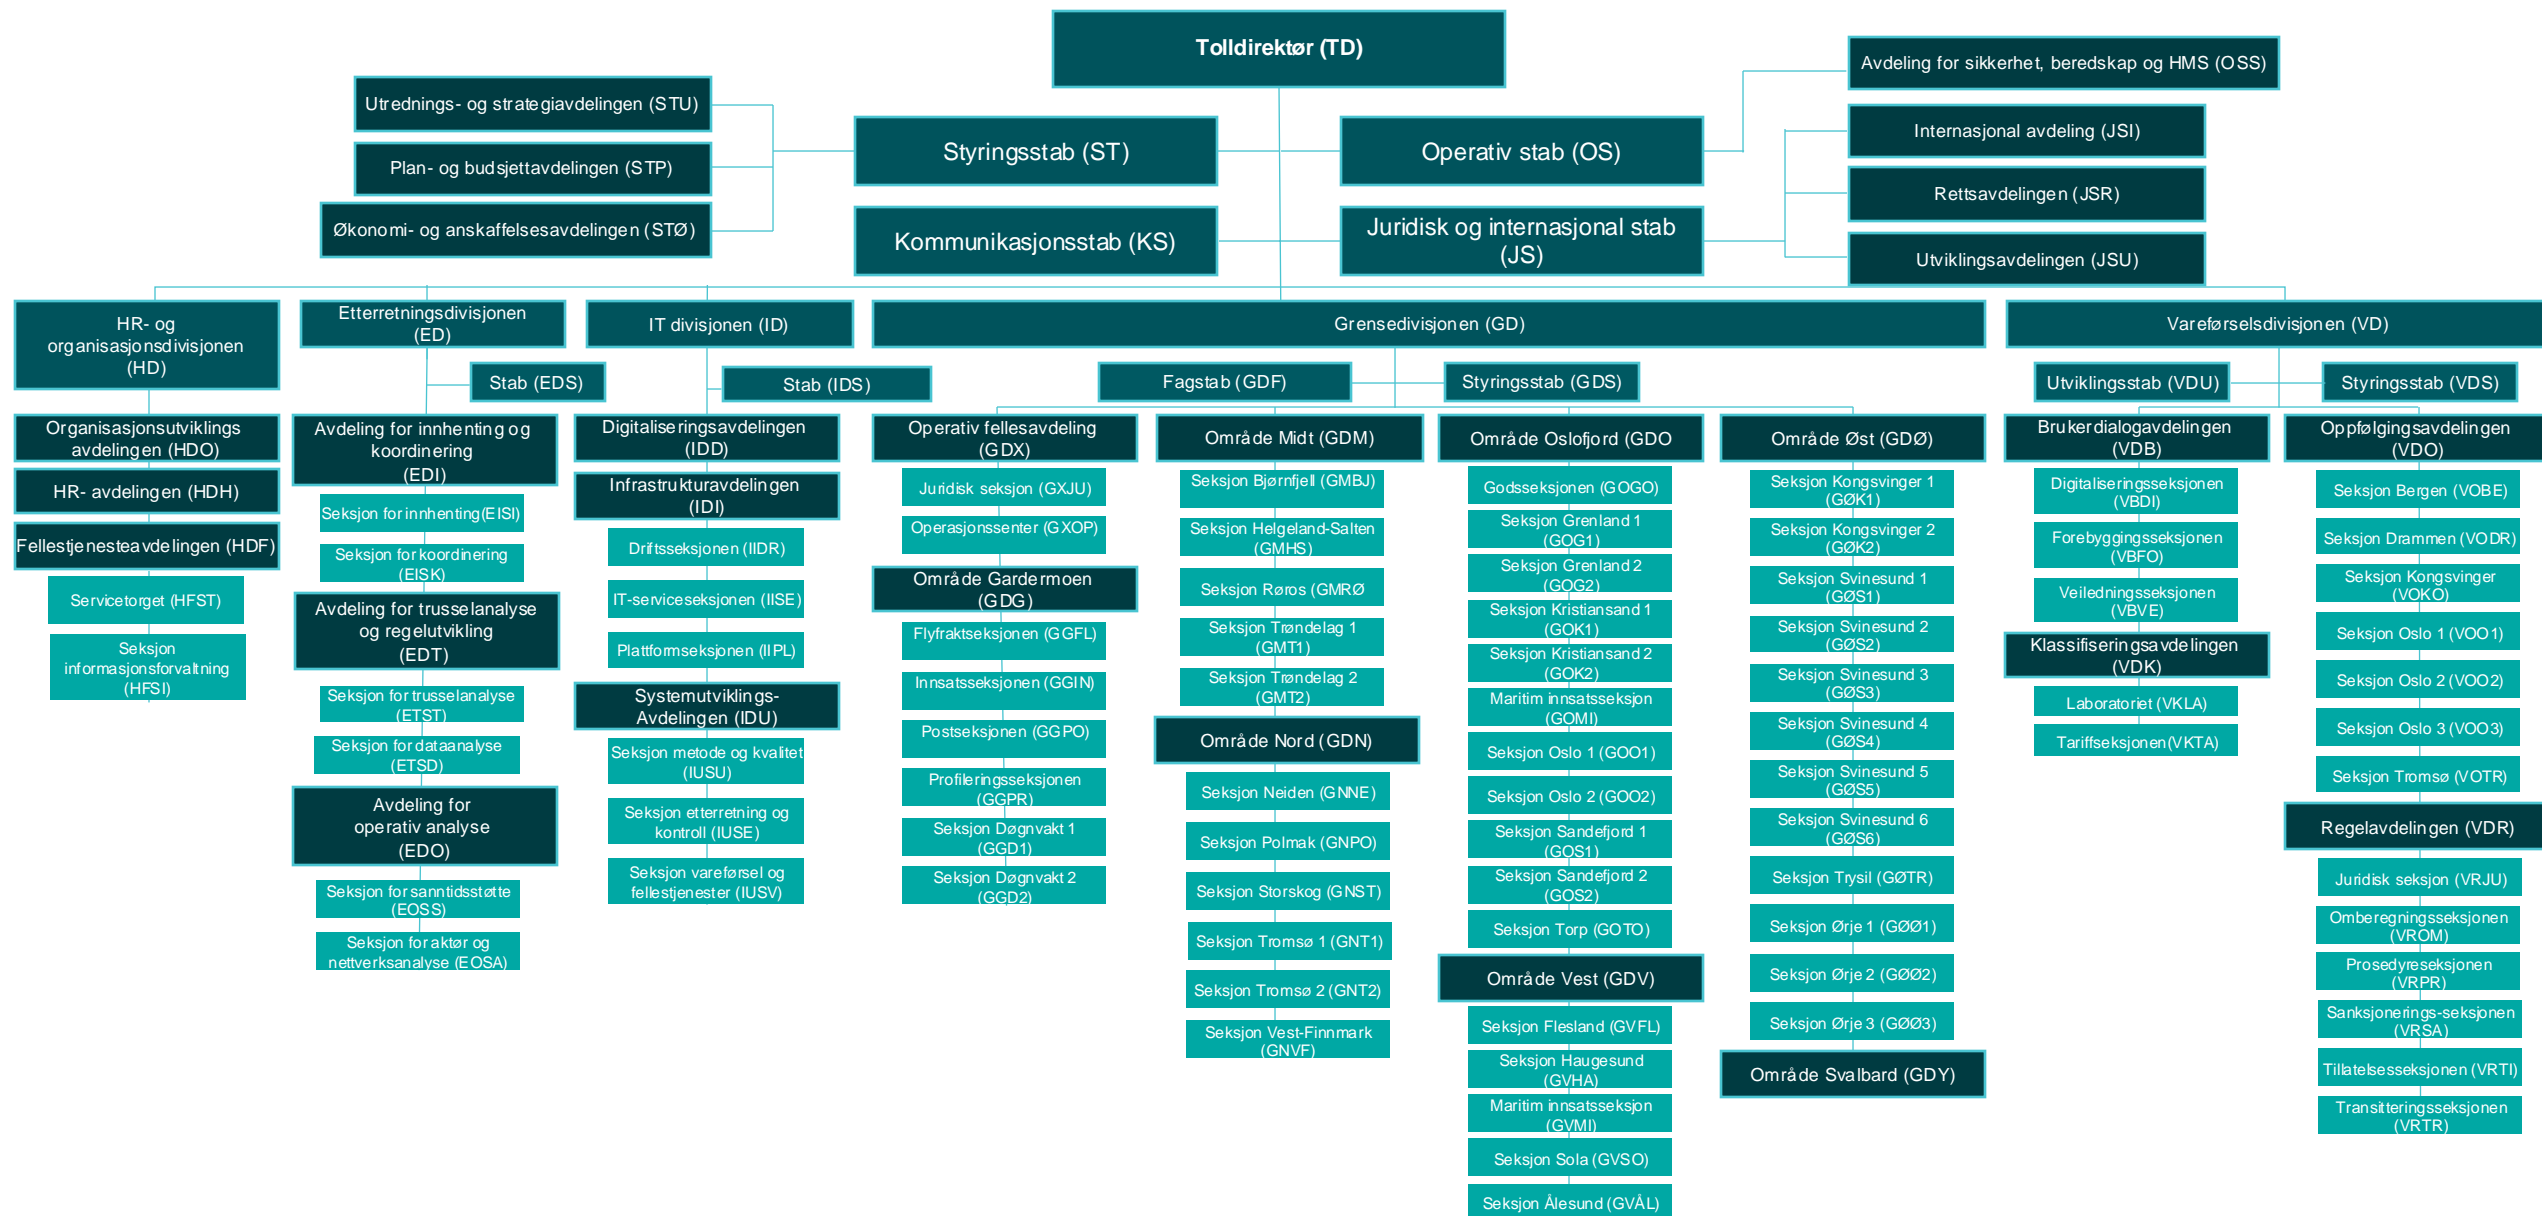 Tolldirektør (TD)
Avdeling for sikkerhet, beredskap og HMS (OSS)
Utrednings- og strategiavdelingen (STU)
Internasjonal avdeling (JSI)
Styringsstab (ST)
Operativ stab (OS)
Plan- og budsjettavdelingen (STP)
Rettsavdelingen (JSR)
Økonomi- og anskaffelsesavdelingen (STØ)
Kommunikasjonsstab (KS)
Juridisk og internasjonal stab
(JS)
Utviklingsavdelingen (JSU)
HR- og
organisasjonsdivisjonen
(HD)
Organisasjonsutviklings
avdelingen (HDO)
HR- avdelingen (HDH)
Fellestjenesteavdelingen (HDF)
Servicetorget (HFST)
Seksjon
informasjonsforvaltning
(HFSI)
Etterretningsdivisjonen
(ED)
Stab (EDS)
Avdeling for innhenting og
koordinering
(EDI)
Seksjon for innhenting(EISI)
Seksjon for koordinering
(EISK)
Avdeling for trusselanalyse
og regelutvikling
(EDT)
Seksjon for trusselanalyse
(ETST)
Seksjon for dataanalyse
(ETSD)
Avdeling for
operativ analyse
(EDO)
Seksjon for sanntidsstøtte
(EOSS)
Seksjon for aktør og
nettverksanalyse (EOSA)
IT divisjonen (ID)
Stab (IDS)
Digitaliseringsavdelingen
(IDD)
Infrastrukturavdelingen
(IDI)
Driftsseksjonen (IIDR)
IT-serviceseksjonen (IISE)
Plattformseksjonen (IIPL)
Systemutviklings-
Avdelingen (IDU)
Seksjon metode og kvalitet
(IUSU)
Seksjon etterretning og
kontroll (IUSE)
Seksjon vareførsel og
fellestjenester (IUSV)
Grensedivisjonen (GD)
Fagstab (GDF)
Styringsstab (GDS)
Operativ fellesavdeling
(GDX)
Juridisk seksjon (GXJU)
Operasjonssenter (GXOP)
Område Gardermoen
(GDG)
Flyfraktseksjonen (GGFL)
Innsatsseksjonen (GGIN)
Postseksjonen (GGPO)
Profileringsseksjonen
(GGPR)
Seksjon Døgnvakt 1
(GGD1)
Seksjon Døgnvakt 2
(GGD2)
Område Midt (GDM)
Seksjon Bjørnfjell (GMBJ)
Seksjon Helgeland-Salten
(GMHS)
Seksjon Røros (GMRØ
Seksjon Trøndelag 1
(GMT1)
Seksjon Trøndelag 2
(GMT2)
Område Nord (GDN)
Seksjon Neiden (GNNE)
Seksjon Polmak (GNPO)
Seksjon Storskog (GNST)
Seksjon Tromsø 1 (GNT1)
Seksjon Tromsø 2 (GNT2)
Seksjon Vest-Finnmark
(GNVF)
Område Oslofjord (GDO
Godsseksjonen (GOGO)
Seksjon Grenland 1
(GOG1)
Seksjon Grenland 2
(GOG2)
Seksjon Kristiansand 1
(GOK1)
Seksjon Kristiansand 2
(GOK2)
Maritim innsatsseksjon
(GOMI)
Seksjon Oslo 1 (GOO1)
Seksjon Oslo 2 (GOO2)
Seksjon Sandefjord 1
(GOS1)
Seksjon Sandefjord 2
(GOS2)
Seksjon Torp (GOTO)
Område Vest (GDV)
Seksjon Flesland (GVFL)
Seksjon Haugesund
(GVHA)
Maritim innsatsseksjon
(GVMI)
Seksjon Sola (GVSO)
Seksjon Ålesund (GVÅL)
Område Øst (GDØ)
Seksjon Kongsvinger 1
(GØK1)
Seksjon Kongsvinger 2
(GØK2)
Seksjon Svinesund 1
(GØS1)
Seksjon Svinesund 2
(GØS2)
Seksjon Svinesund 3
(GØS3)
Seksjon Svinesund 4
(GØS4)
Seksjon Svinesund 5
(GØS5)
Seksjon Svinesund 6
(GØS6)
Seksjon Trysil (GØTR)
Seksjon Ørje 1 (GØØ1)
Seksjon Ørje 2 (GØØ2)
Seksjon Ørje 3 (GØØ3)
Område Svalbard (GDY)
Vareførselsdivisjonen (VD)
Utviklingsstab (VDU)
Styringsstab (VDS)
Brukerdialogavdelingen
(VDB)
Digitaliseringsseksjonen
(VBDI)
Forebyggingsseksjonen
(VBFO)
Veiledningsseksjonen
(VBVE)
Klassifiseringsavdelingen
(VDK)
Laboratoriet (VKLA)
Tariffseksjonen(VKTA)
Oppfølgingsavdelingen
(VDO)
Seksjon Bergen (VOBE)
Seksjon Drammen (VODR)
Seksjon Kongsvinger
(VOKO)
Seksjon Oslo 1 (VOO1)
Seksjon Oslo 2 (VOO2)
Seksjon Oslo 3 (VOO3)
Seksjon Tromsø (VOTR)
Regelavdelingen (VDR)
Juridisk seksjon (VRJU)
Omberegningsseksjonen
(VROM)
Prosedyreseksjonen
(VRPR)
Sanksjonerings-seksjonen
(VRSA)
Tillatelsesseksjonen (VRTI)
Transitteringsseksjonen
(VRTR)